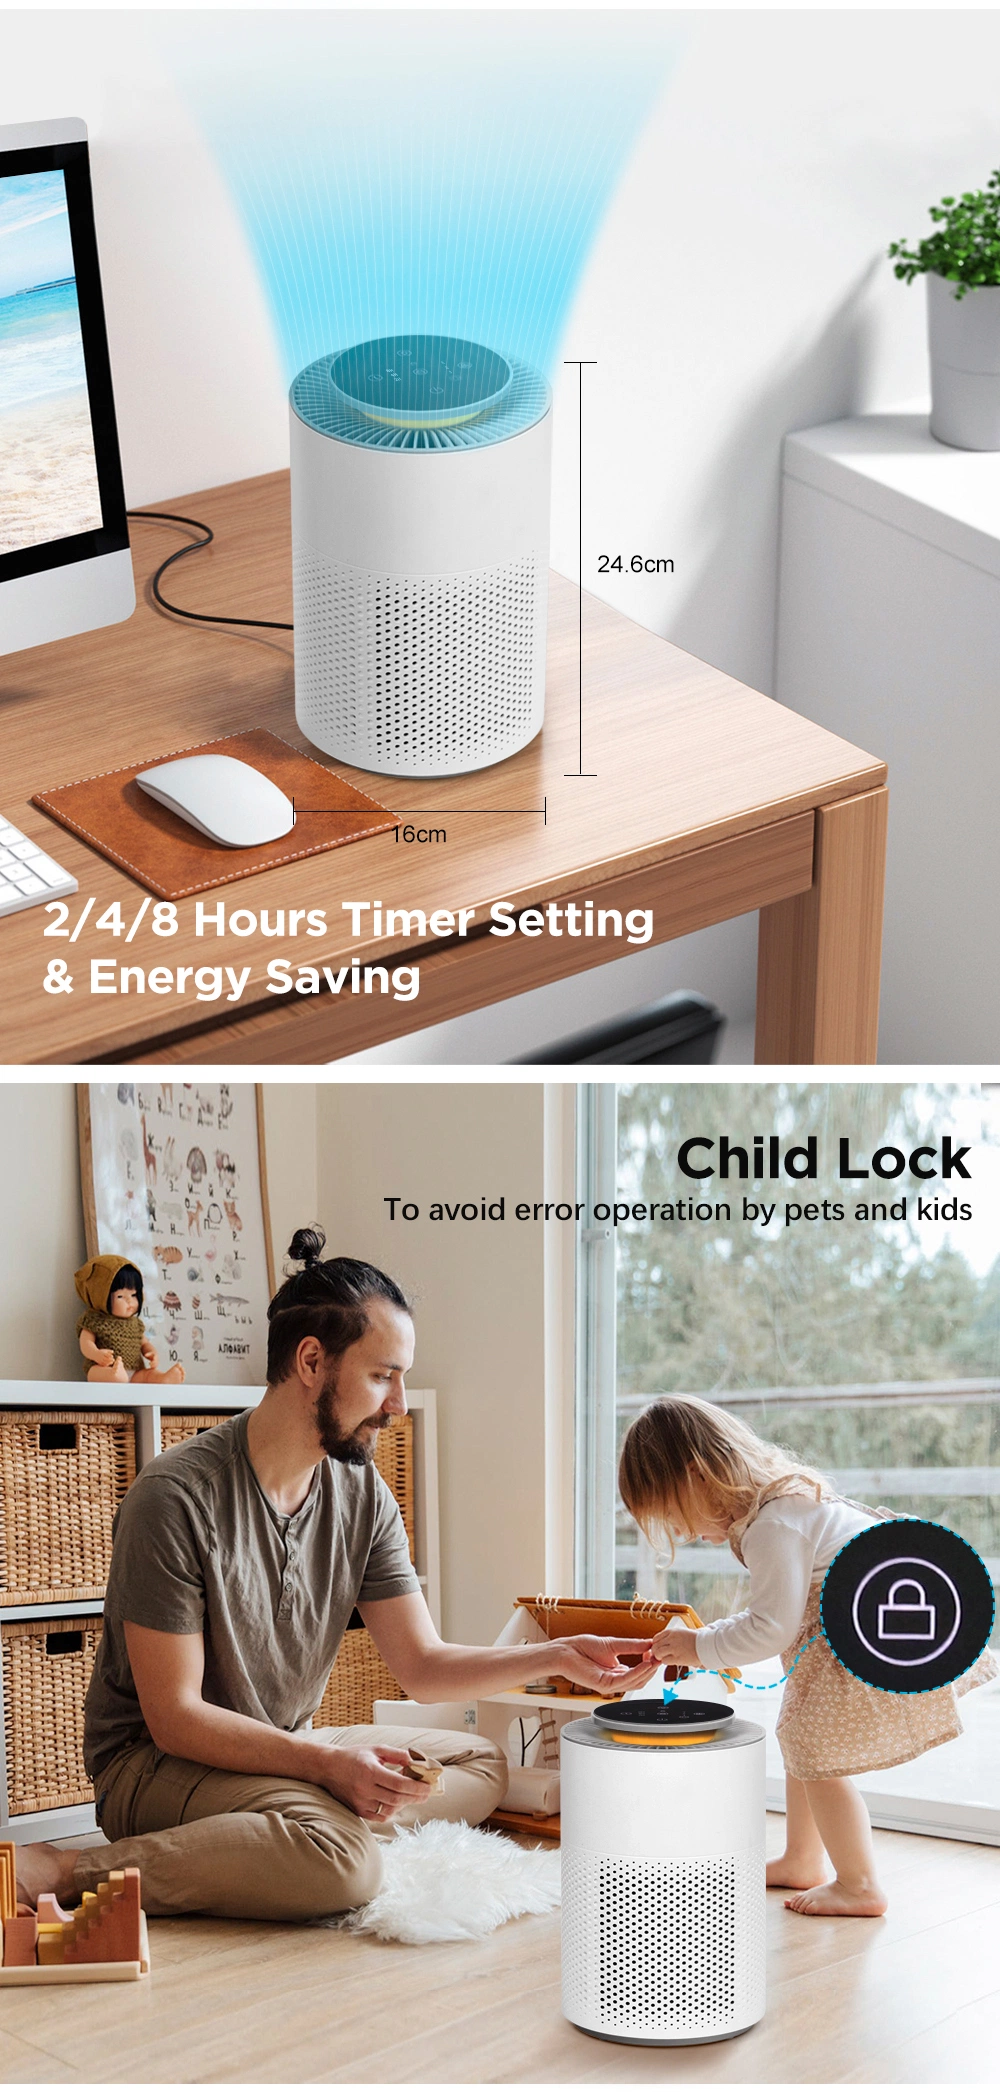 24.6cm
16cm
2/4/8 Hours Timer Setting
& Energy Saving
Child Lock
To avoid error operation by pets and kids
АЛФАВИТ